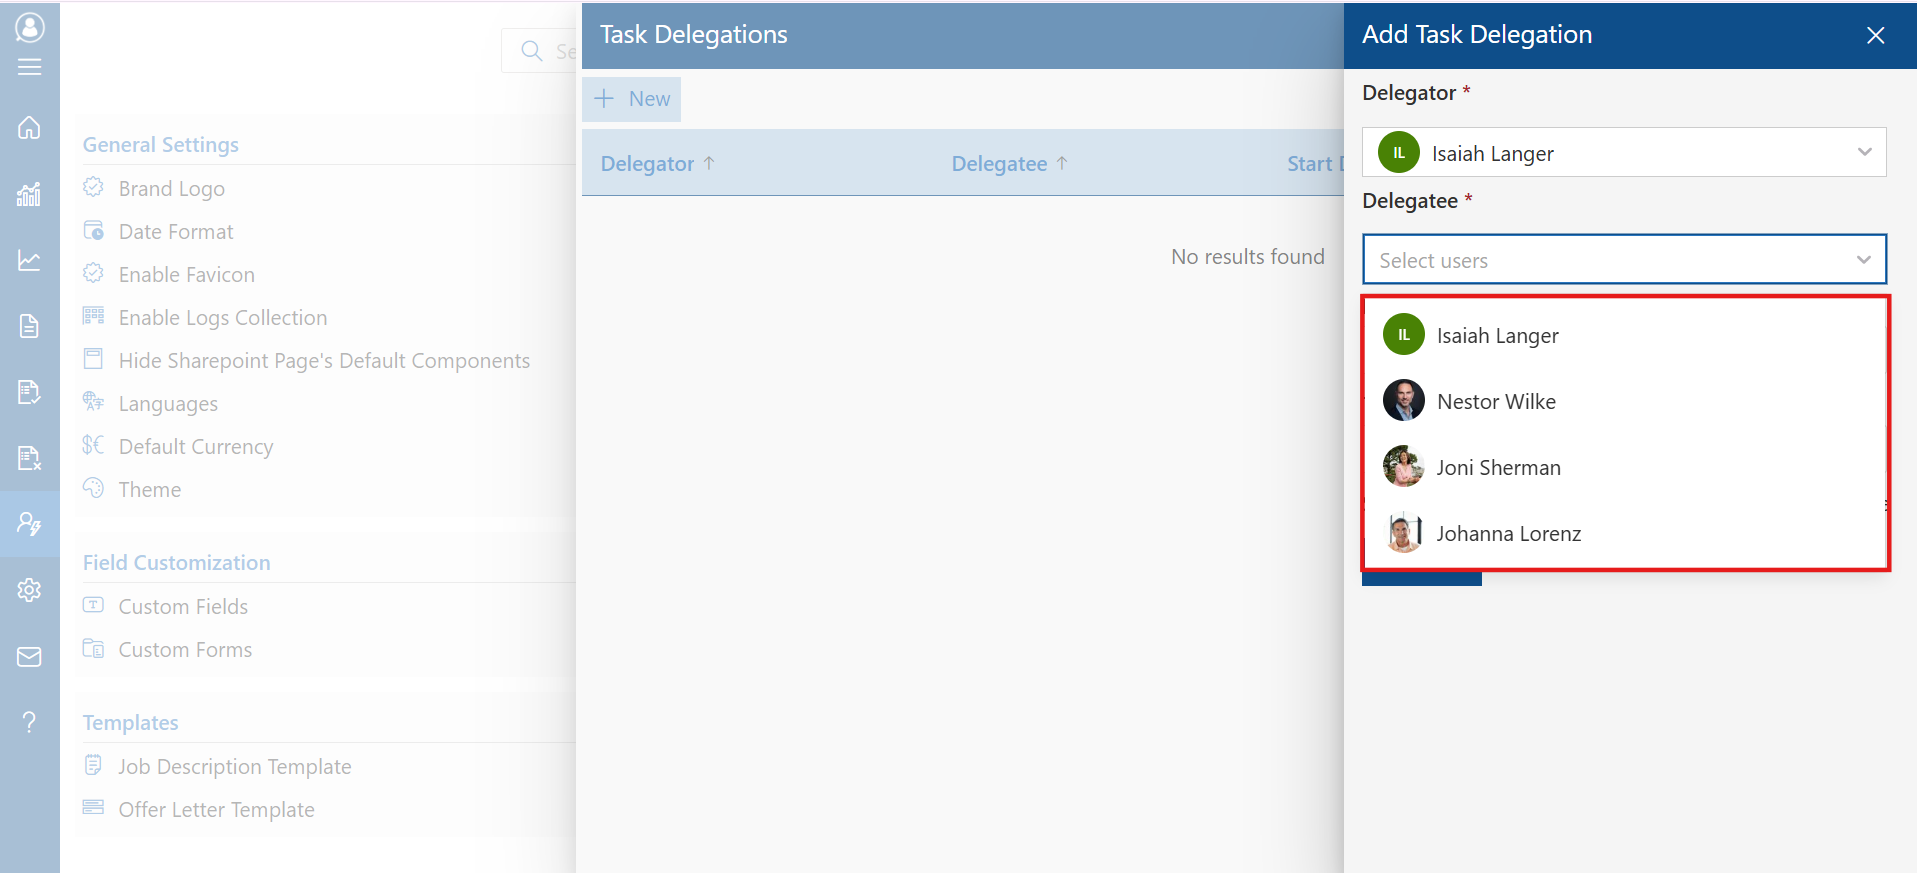 Se
General Settings
Brand Logo
Date Format
Enable Favicon
Enable Logs Collection
Hide Sharepoint Page's Default Components
Languages
Default Currency
Theme
Field Customization
Custom Fields
Custom Forms
Templates
Job Description Template
Offer Letter Template
Task Delegations
New
Delegator ↑ Delegatee ↑ Start D
No results found
Add Task Delegation
Delegator *
IL Isaiah Langer
Delegatee *
Select users
IL Isaiah Langer
Nestor Wilke
Joni Sherman
Johanna Lorenz